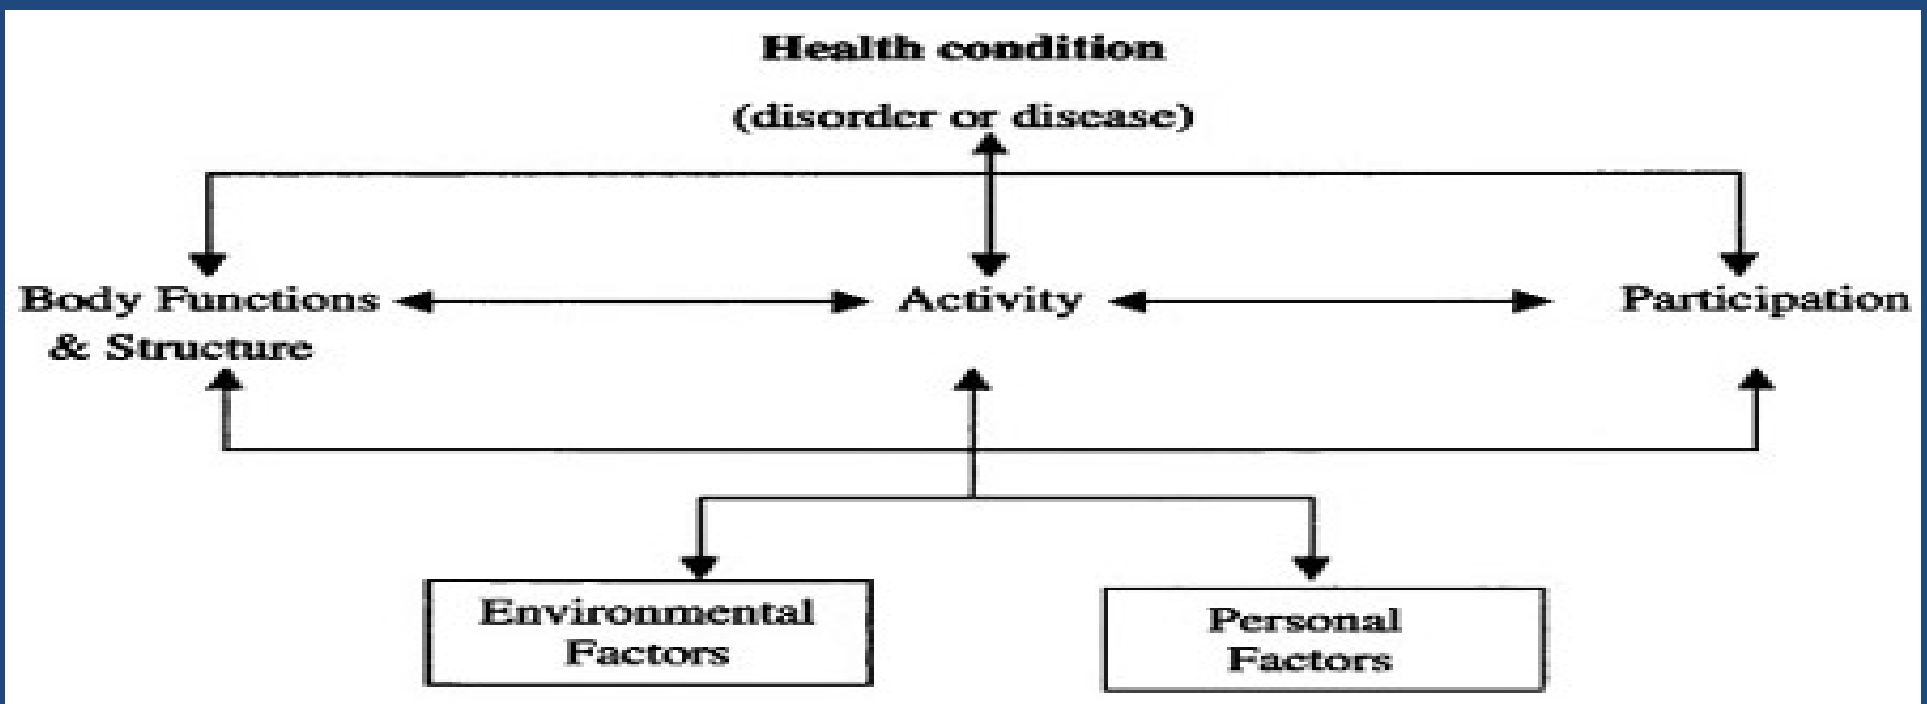 Health condition
(disorder or disease)
Body Functions
& Structure
Activity
Participation
Environmental
Factors
Personal
Factors